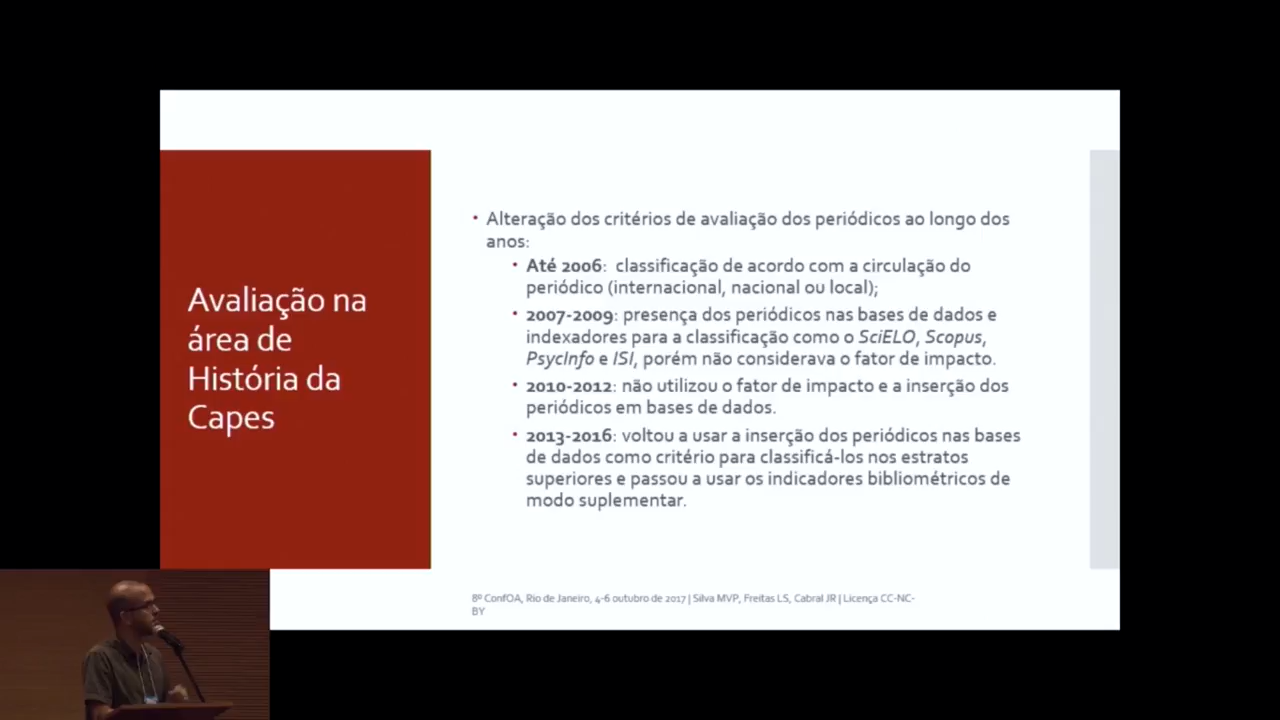 Avaliação na
área de
História da
Capes
• Alteração dos critérios de avaliação dos periódicos ao longo dos
anos:
• Até 2006: classificação de acordo com a circulação do
periódico (internacional, nacional ou local);
• 2007-2009: presença dos periódicos nas bases de dados e
indexadores para a classificação como o SciELO, Scopus,
PsycInfo e ISI, porém não considerava o fator de impacto.
• 2010-2012: não utilizou o fator de impacto e a inserção dos
periódicos em bases de dados.
• 2013-2016: voltou a usar a inserção dos periódicos nas bases
de dados como critério para classificá-los nos estratos
superiores e passou a usar os indicadores bibliométricos de
modo suplementar.
8º ConfOA, Rio de Janeiro, 4-6 outubro de 2017 | Silva MVP, Freitas LS, Cabral JR | Licença CC-NC-
BY